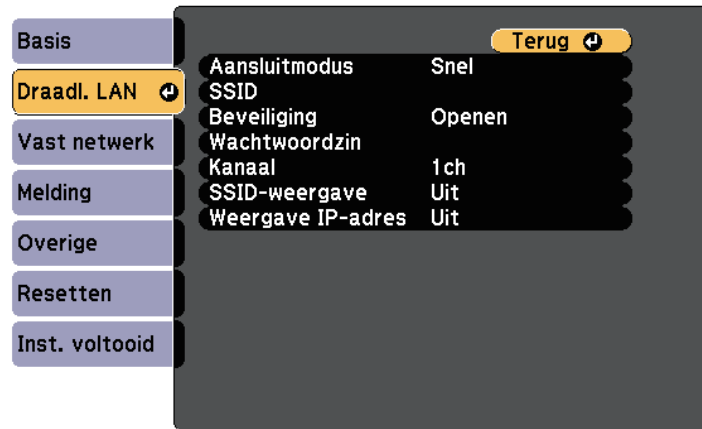 Basis
Draadl. LAN
Vast netwerk
Melding
Overige
Resetten
Inst. voltooid
Terug
Aansluitmodus Snel
SSID
Beveiliging Openen
Wachtwoordzin
Kanaal 1ch
SSID-weergave Uit
Weergave IP-adres Uit